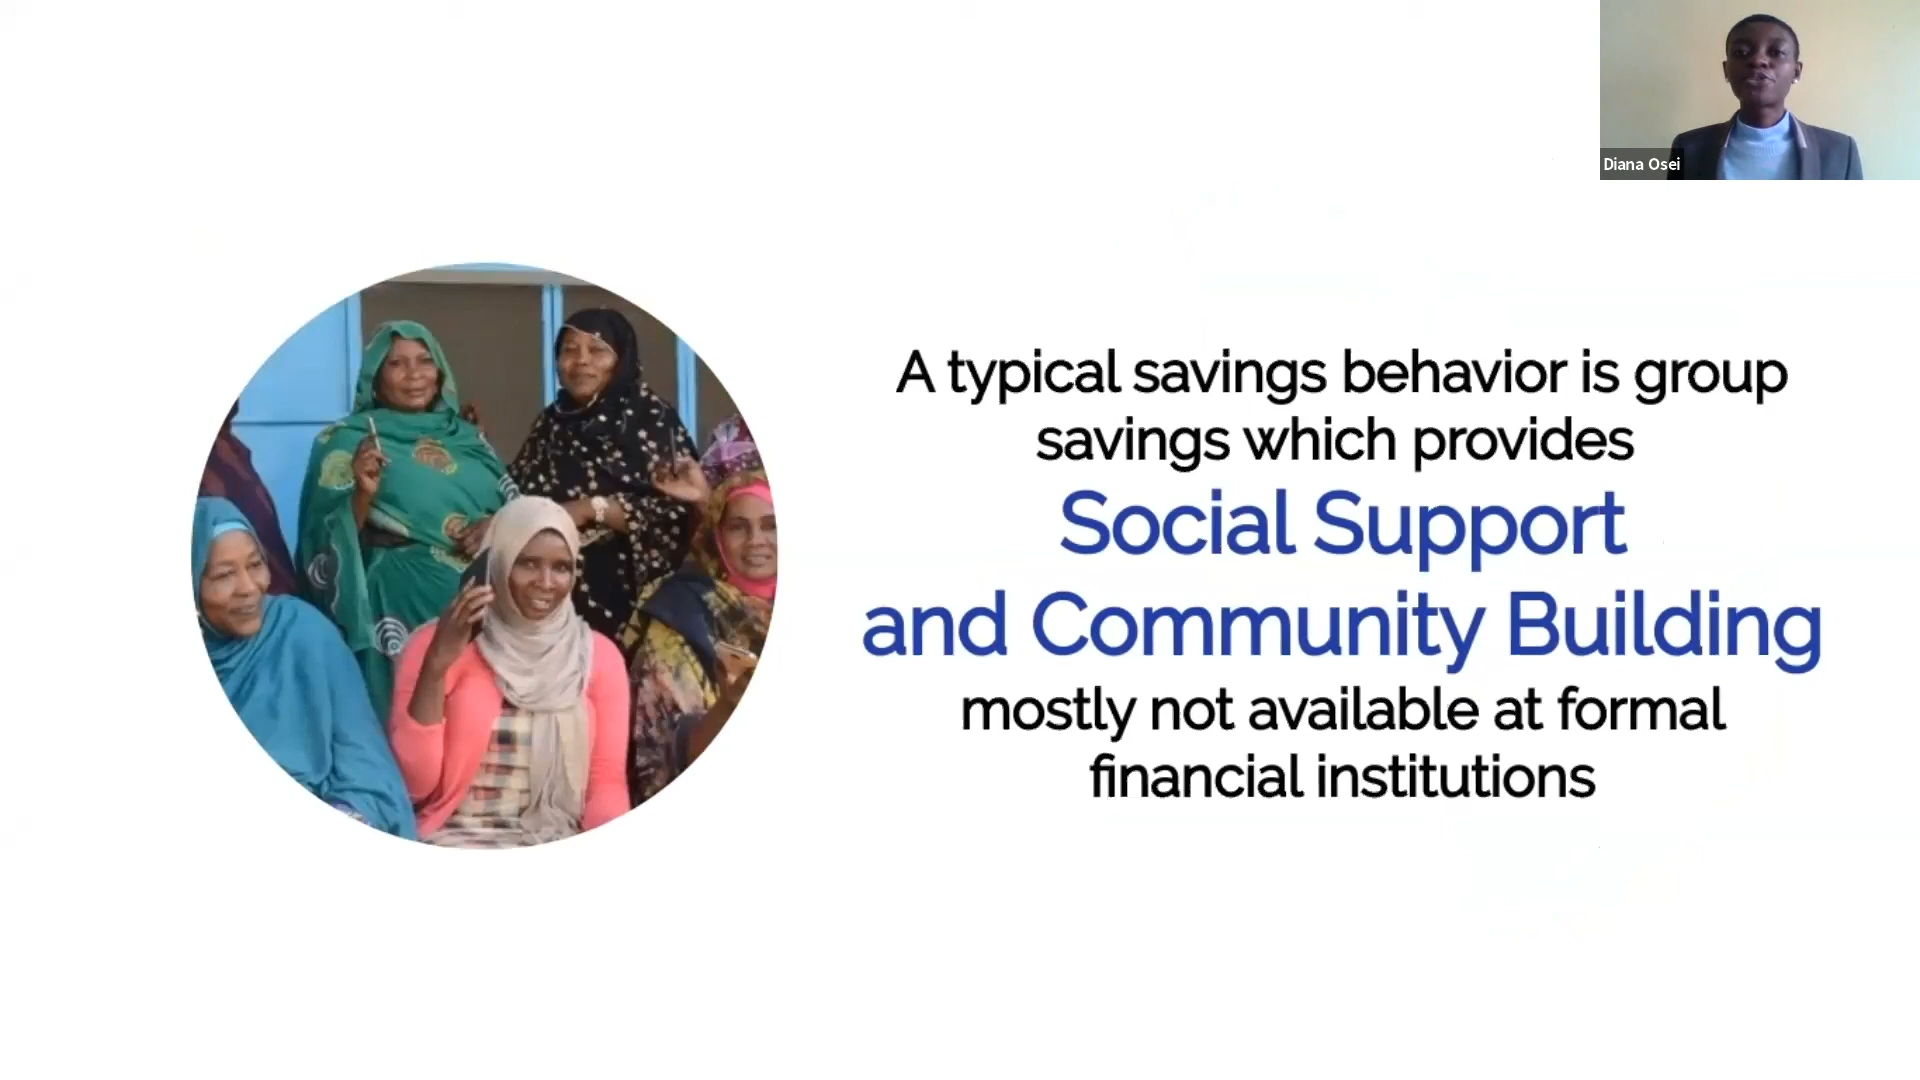 Diana Osei
A typical savings behavior is group
savings which provides
Social Support
and Community Building
mostly not available at formal
financial institutions